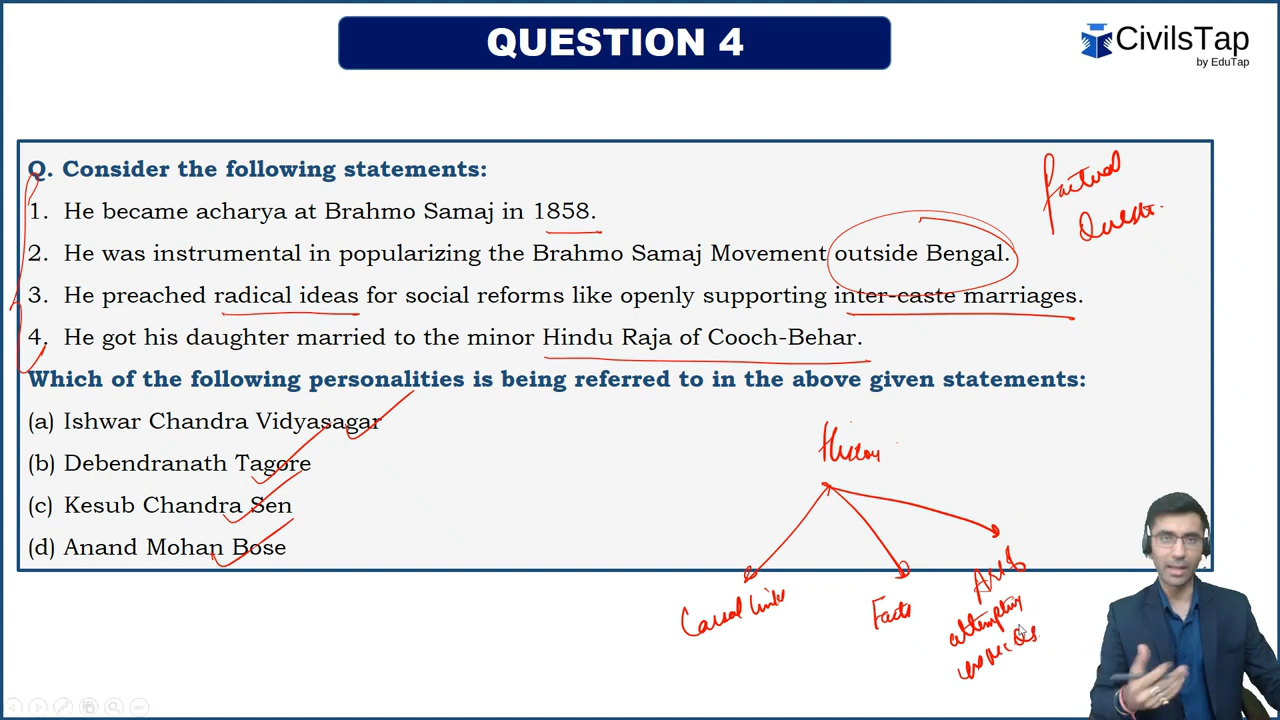 QUESTION 4
CivilsTap
by EduTap
Q. Consider the following statements:
1. He became acharya at Brahmo Samaj in 1858.
2. He was instrumental in popularizing the Brahmo Samaj Movement outside Bengal.
3. He preached radical ideas for social reforms like openly supporting inter-caste marriages.
4. He got his daughter married to the minor Hindu Raja of Cooch-Behar.
Which of the following personalities is being referred to in the above given statements:
(a) Ishwar Chandra Vidyasagar
(b) Debendranath Tagore
(c) Kesub Chandra Sen
(d) Anand Mohan Bose
Factual
Quest.
Causal links
Facts
attempting